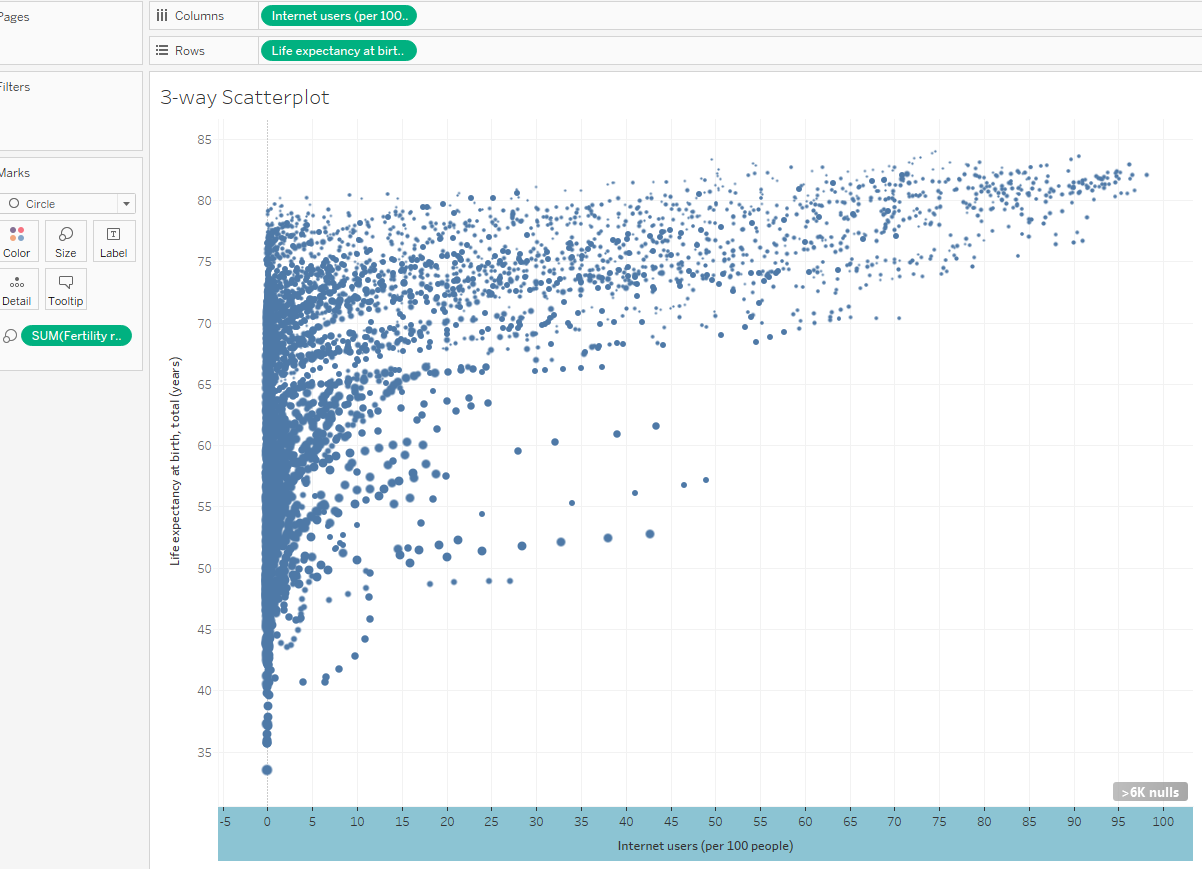 Pages
Columns
Internet users (per 100..
Rows
Life expectancy at birt..
Filters
3-way Scatterplot
Marks
Circle
Color
Size
Label
Detail
Tooltip
SUM(Fertility r..
Life expectancy at birth, total (years)
85
80
75
70
65
60
55
50
45
40
35
>6K nulls
-5 0 5 10 15 20 25 30 35 40 45 50 55 60 65 70 75 80 85 90 95 100
Internet users (per 100 people)